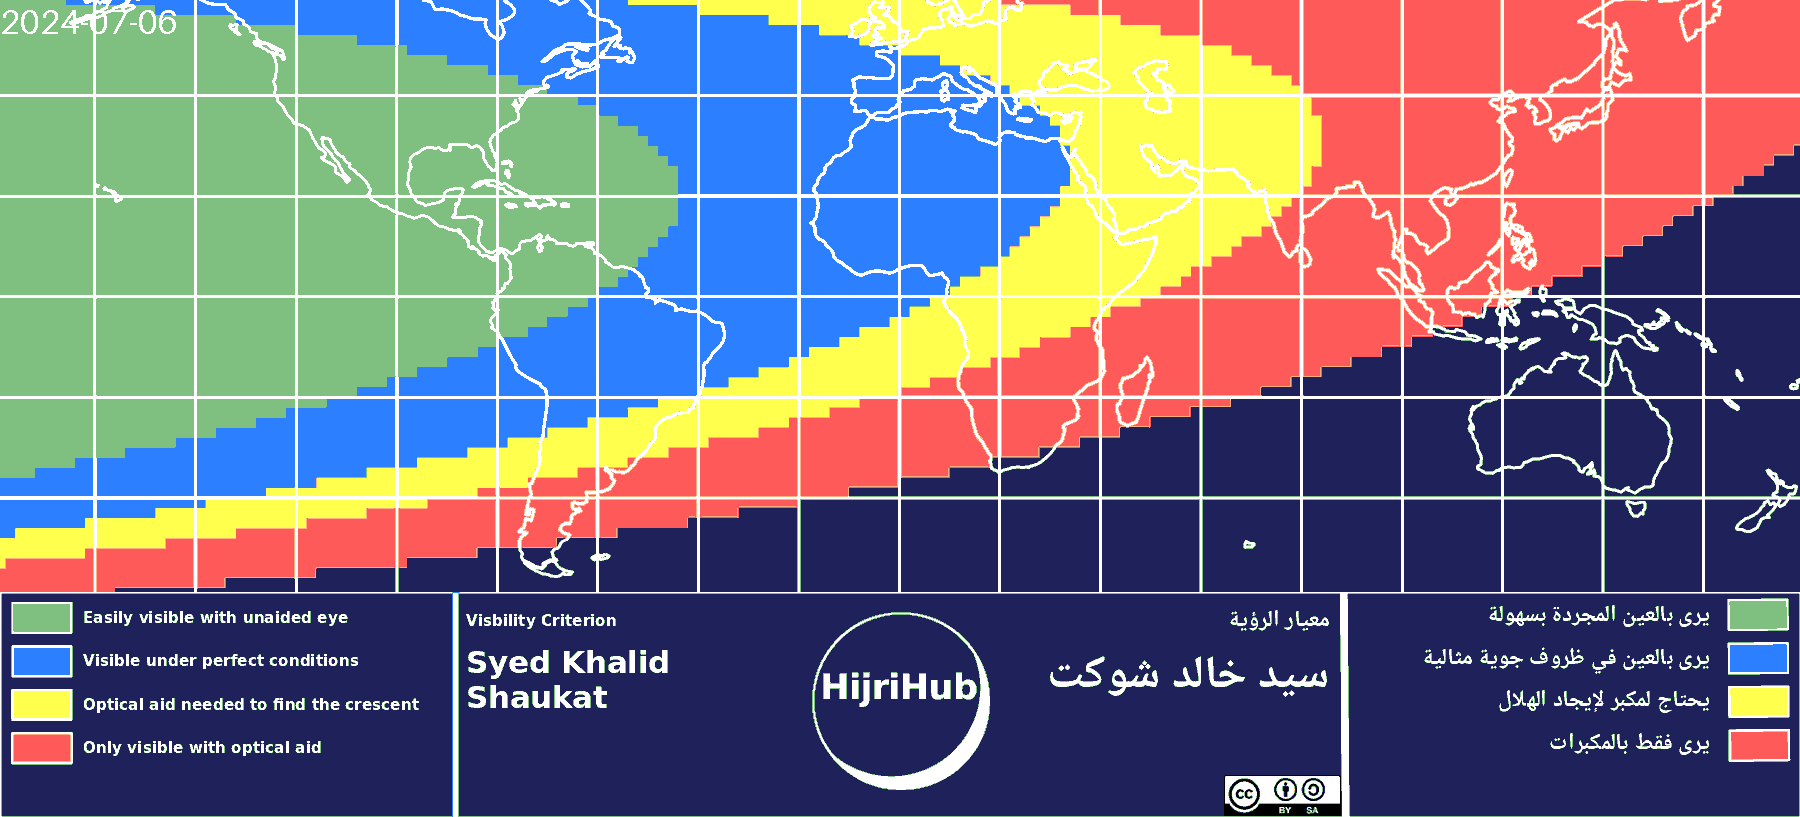 2024-07-06
Easily visible with unaided eye
Visible under perfect conditions
Optical aid needed to find the crescent
Only visible with optical aid
Visbility Criterion
Syed Khalid
Shaukat
HijriHub
معيار الرؤية
سيد خالد شوكت
cc
BY SA
يرى بالعين المجردة بسهولة
يرى بالعين في ظروف جوية مثالية
يحتاج لمكبر لإيجاد الهلال
يرى فقط بالمكبرات